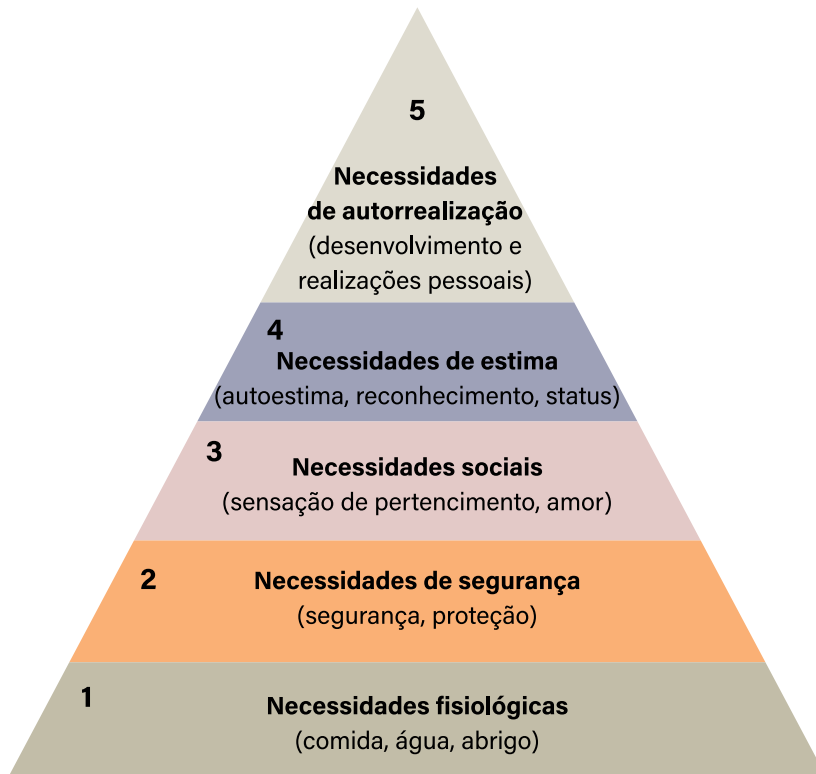 5
Necessidades
de autorrealização
(desenvolvimento e
realizações pessoais)
4
Necessidades de estima
(autoestima, reconhecimento, status)
3
Necessidades sociais
(sensação de pertencimento, amor)
2
Necessidades de segurança
(segurança, proteção)
1
Necessidades fisiológicas
(comida, água, abrigo)